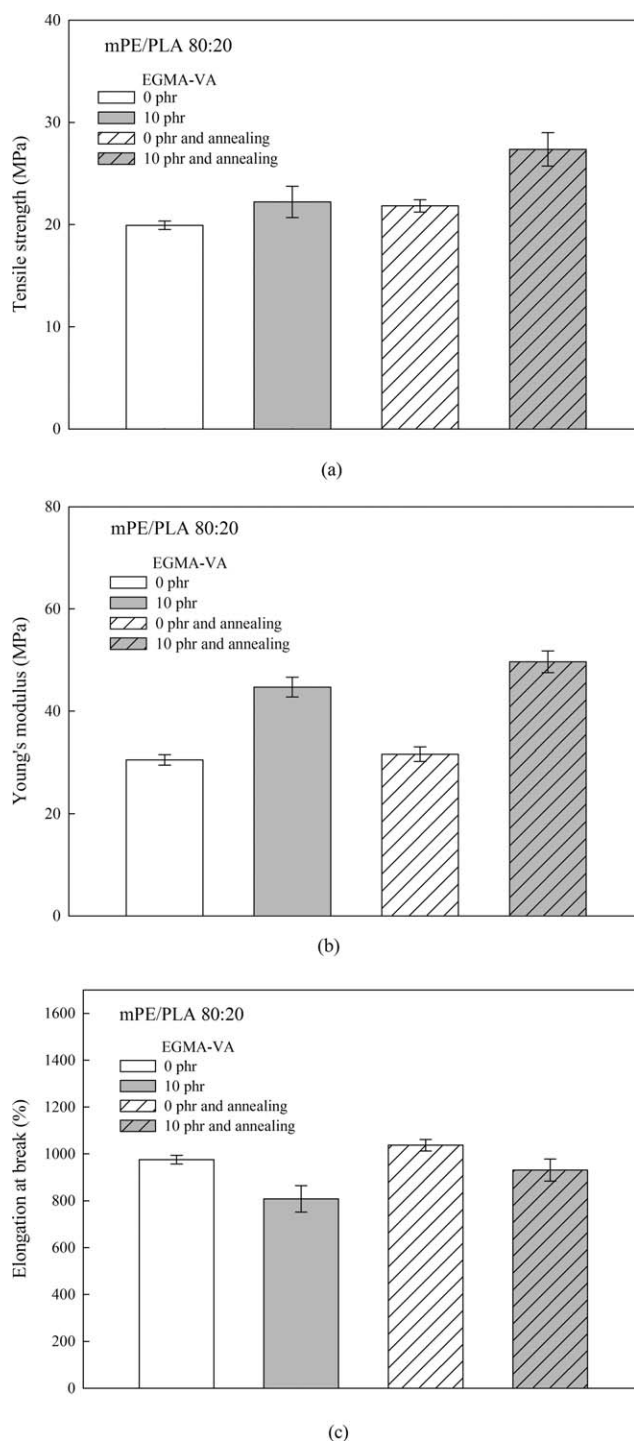 40
mPE/PLA 80:20
EGMA-VA
0 phr
10 phr
0 phr and annealing
10 phr and annealing
30
20
10
0
Tensile strength (MPa)
(a)
80
mPE/PLA 80:20
EGMA-VA
0 phr
10 phr
0 phr and annealing
10 phr and annealing
60
40
20
0
Young's modulus (MPa)
(b)
1600
mPE/PLA 80:20
EGMA-VA
0 phr
10 phr
0 phr and annealing
10 phr and annealing
1400
1200
1000
800
600
400
200
0
Elongation at break (%)
(c)